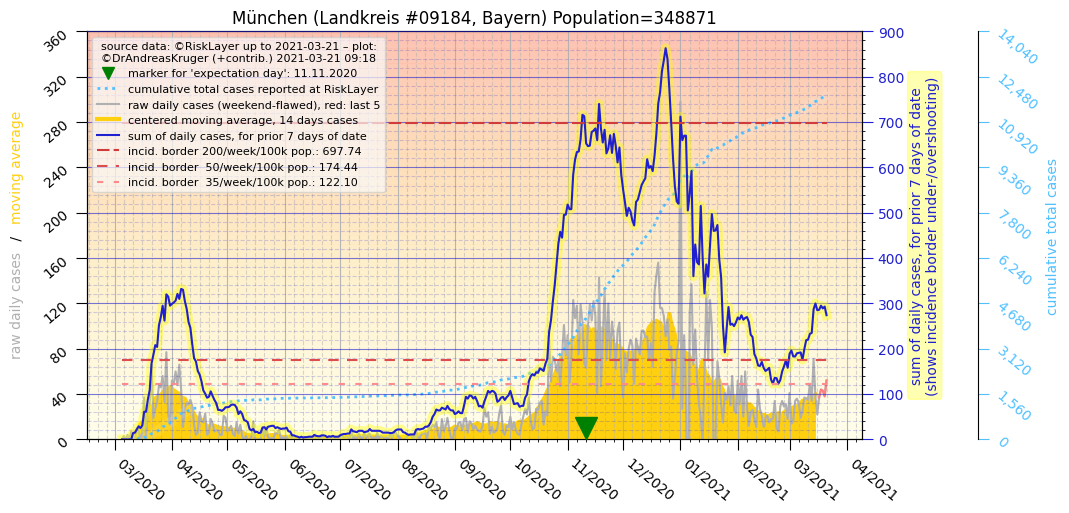 München (Landkreis #09184, Bayern) Population=348871
source data: ©RiskLayer up to 2021-03-21 – plot:
©DrAndreasKruger (+contrib.) 2021-03-21 09:18
marker for 'expectation day': 11.11.2020
cumulative total cases reported at RiskLayer
raw daily cases (weekend-flawed), red: last 5
centered moving average, 14 days cases
sum of daily cases, for prior 7 days of date
incid. border 200/week/100k pop.: 697.74
incid. border  50/week/100k pop.: 174.44
incid. border  35/week/100k pop.: 122.10
raw daily cases  /  moving average
360
320
280
240
200
160
120
80
40
0
03/2020
04/2020
05/2020
06/2020
07/2020
08/2020
09/2020
10/2020
11/2020
12/2020
01/2021
02/2021
03/2021
04/2021
900
800
700
600
500
400
300
200
100
0
sum of daily cases, for prior 7 days of date
(shows incidence border under-/overshooting)
14,040
12,480
10,920
9,360
7,800
6,240
4,680
3,120
1,560
0
cumulative total cases